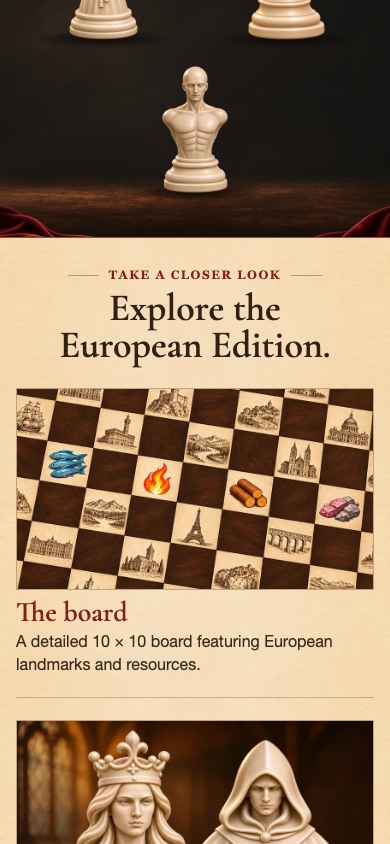 TAKE A CLOSER LOOK
Explore the
European Edition.
The board
A detailed 10 × 10 board featuring European
landmarks and resources.